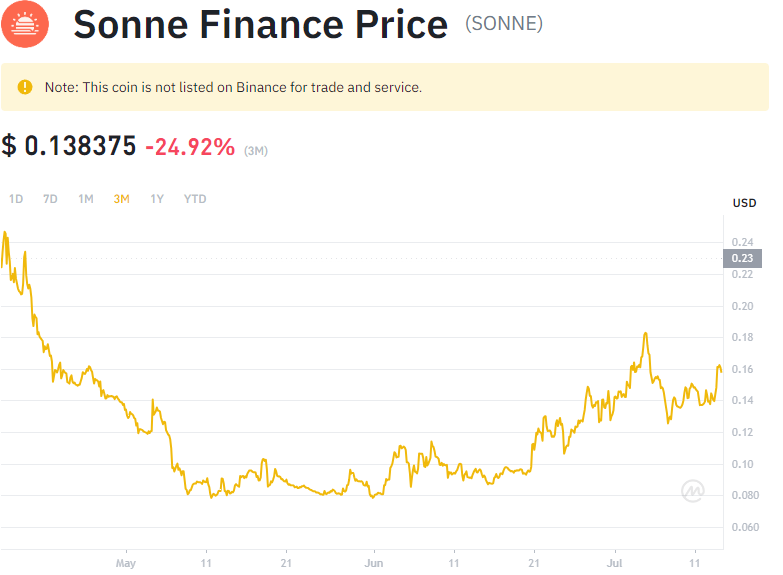 Sonne Finance Price (SONNE)
Note: This coin is not listed on Binance for trade and service.
$ 0.138375 -24.92% (3M)
1D 7D 1M 3M 1Y YTD
USD
0.24
0.23
0.22
0.20
0.18
0.16
0.14
0.12
0.10
0.080
0.060
May 11 21 Jun 11 21 Jul 11